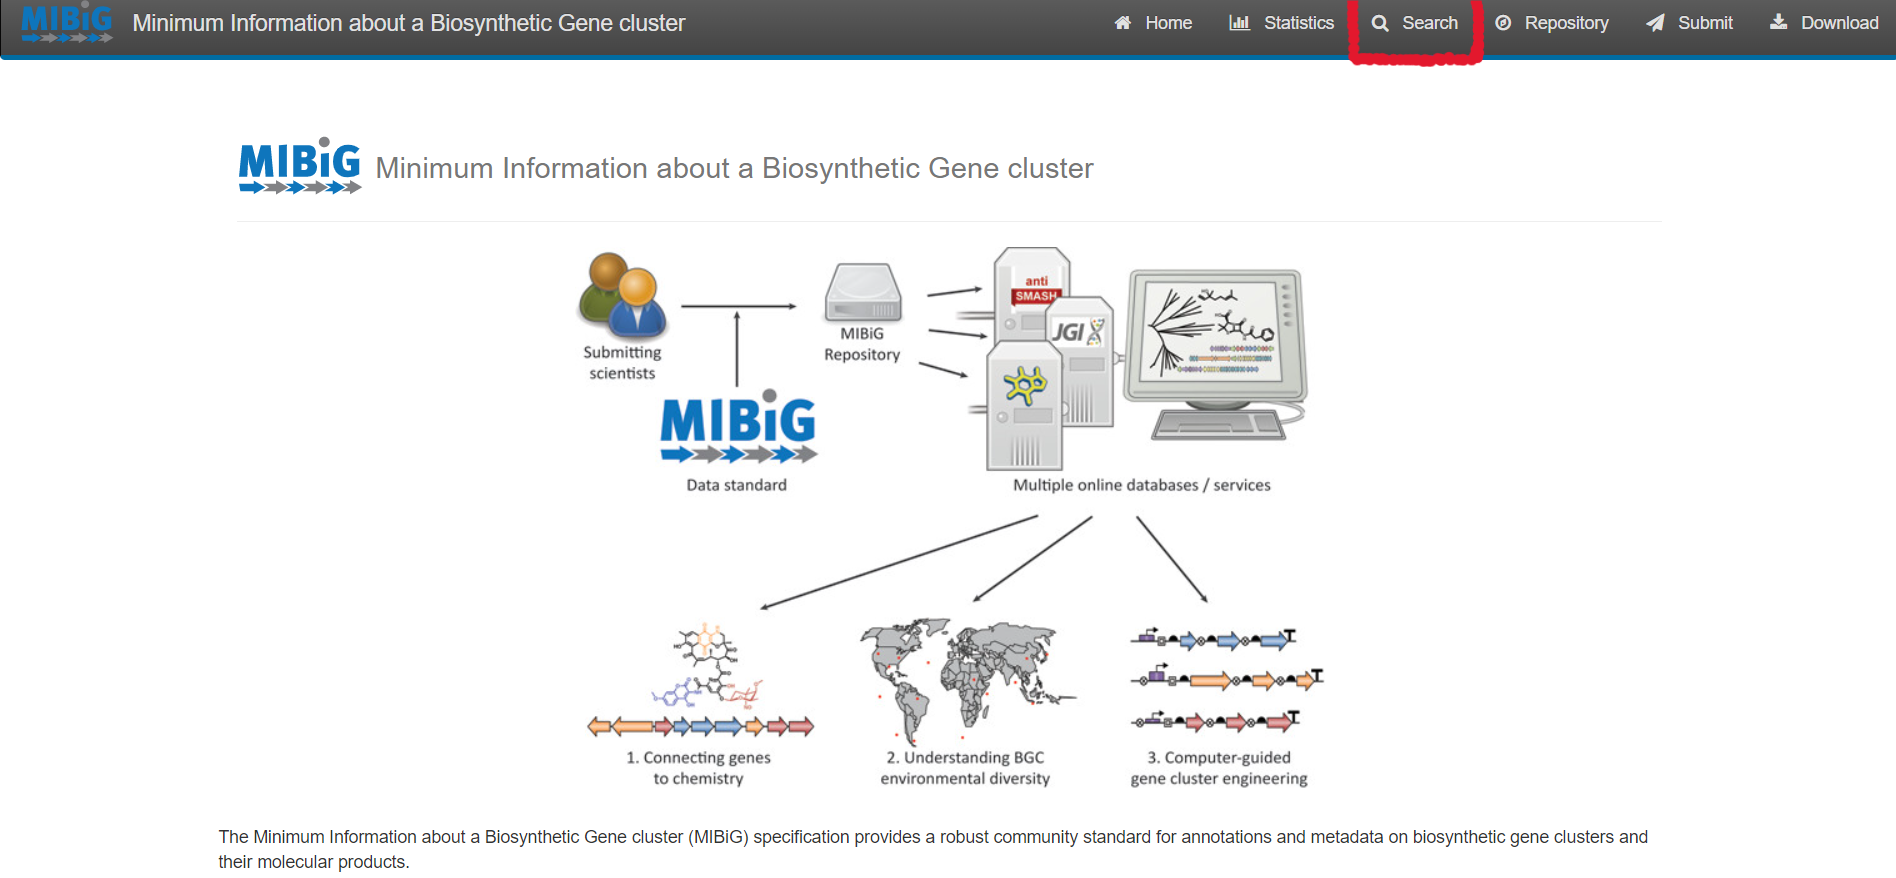 MIBiG Minimum Information about a Biosynthetic Gene cluster Home Statistics Search Repository Submit Download
MIBiG Minimum Information about a Biosynthetic Gene cluster
anti
SMASH
JGI
MIBiG
Repository
Submitting
scientists
MIBiG
Data standard
Multiple online databases / services
1. Connecting genes
to chemistry
2. Understanding BGC
environmental diversity
3. Computer-guided
gene cluster engineering
The Minimum Information about a Biosynthetic Gene cluster (MIBiG) specification provides a robust community standard for annotations and metadata on biosynthetic gene clusters and
their molecular products.